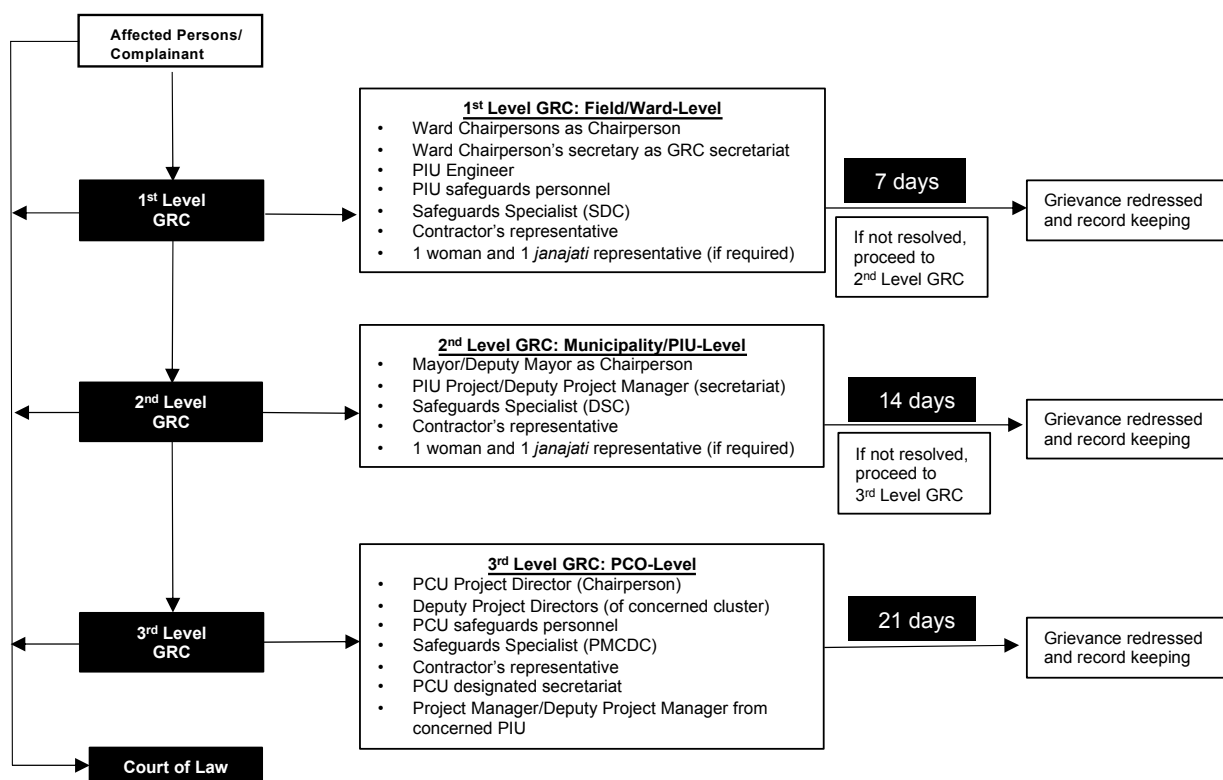 Affected Persons/
Complainant
1st Level GRC: Field/Ward-Level
• Ward Chairpersons as Chairperson
• Ward Chairperson's secretary as GRC secretariat
• PIU Engineer
• PIU safeguards personnel
• Safeguards Specialist (SDC)
• Contractor's representative
• 1 woman and 1 janajati representative (if required)
1st Level
GRC
7 days
If not resolved,
proceed to
2nd Level GRC
Grievance redressed
and record keeping
2nd Level GRC: Municipality/PIU-Level
• Mayor/Deputy Mayor as Chairperson
• PIU Project/Deputy Project Manager (secretariat)
• Safeguards Specialist (DSC)
• Contractor's representative
• 1 woman and 1 janajati representative (if required)
2nd Level
GRC
14 days
If not resolved,
proceed to
3rd Level GRC
Grievance redressed
and record keeping
3rd Level GRC: PCO-Level
• PCU Project Director (Chairperson)
• Deputy Project Directors (of concerned cluster)
• PCU safeguards personnel
• Safeguards Specialist (PMCDC)
• Contractor's representative
• PCU designated secretariat
• Project Manager/Deputy Project Manager from
concerned PIU
3rd Level
GRC
21 days
Grievance redressed
and record keeping
Court of Law